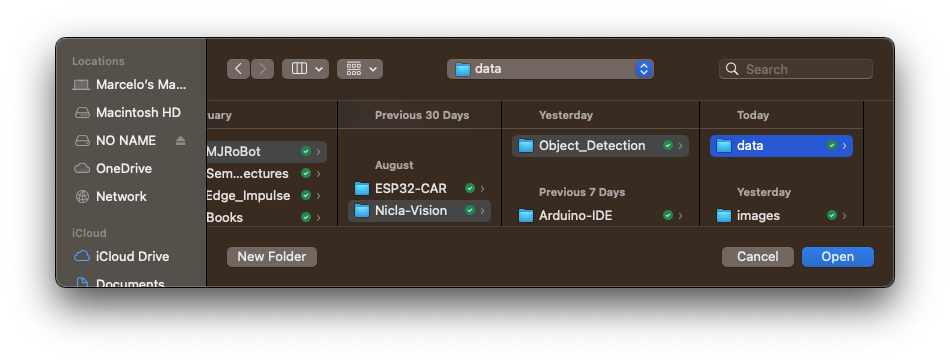 Locations
Marcelo's Ma...
Macintosh HD
NO NAME
OneDrive
Network
iCloud
iCloud Drive
Documents
data
Search
uary
MJRoBot
Sem...ectures
Edge_Impulse
Books
Previous 30 Days
August
ESP32-CAR
Nicla-Vision
Yesterday
Object_Detection
Previous 7 Days
Arduino-IDE
Today
data
Yesterday
images
New Folder
Cancel
Open